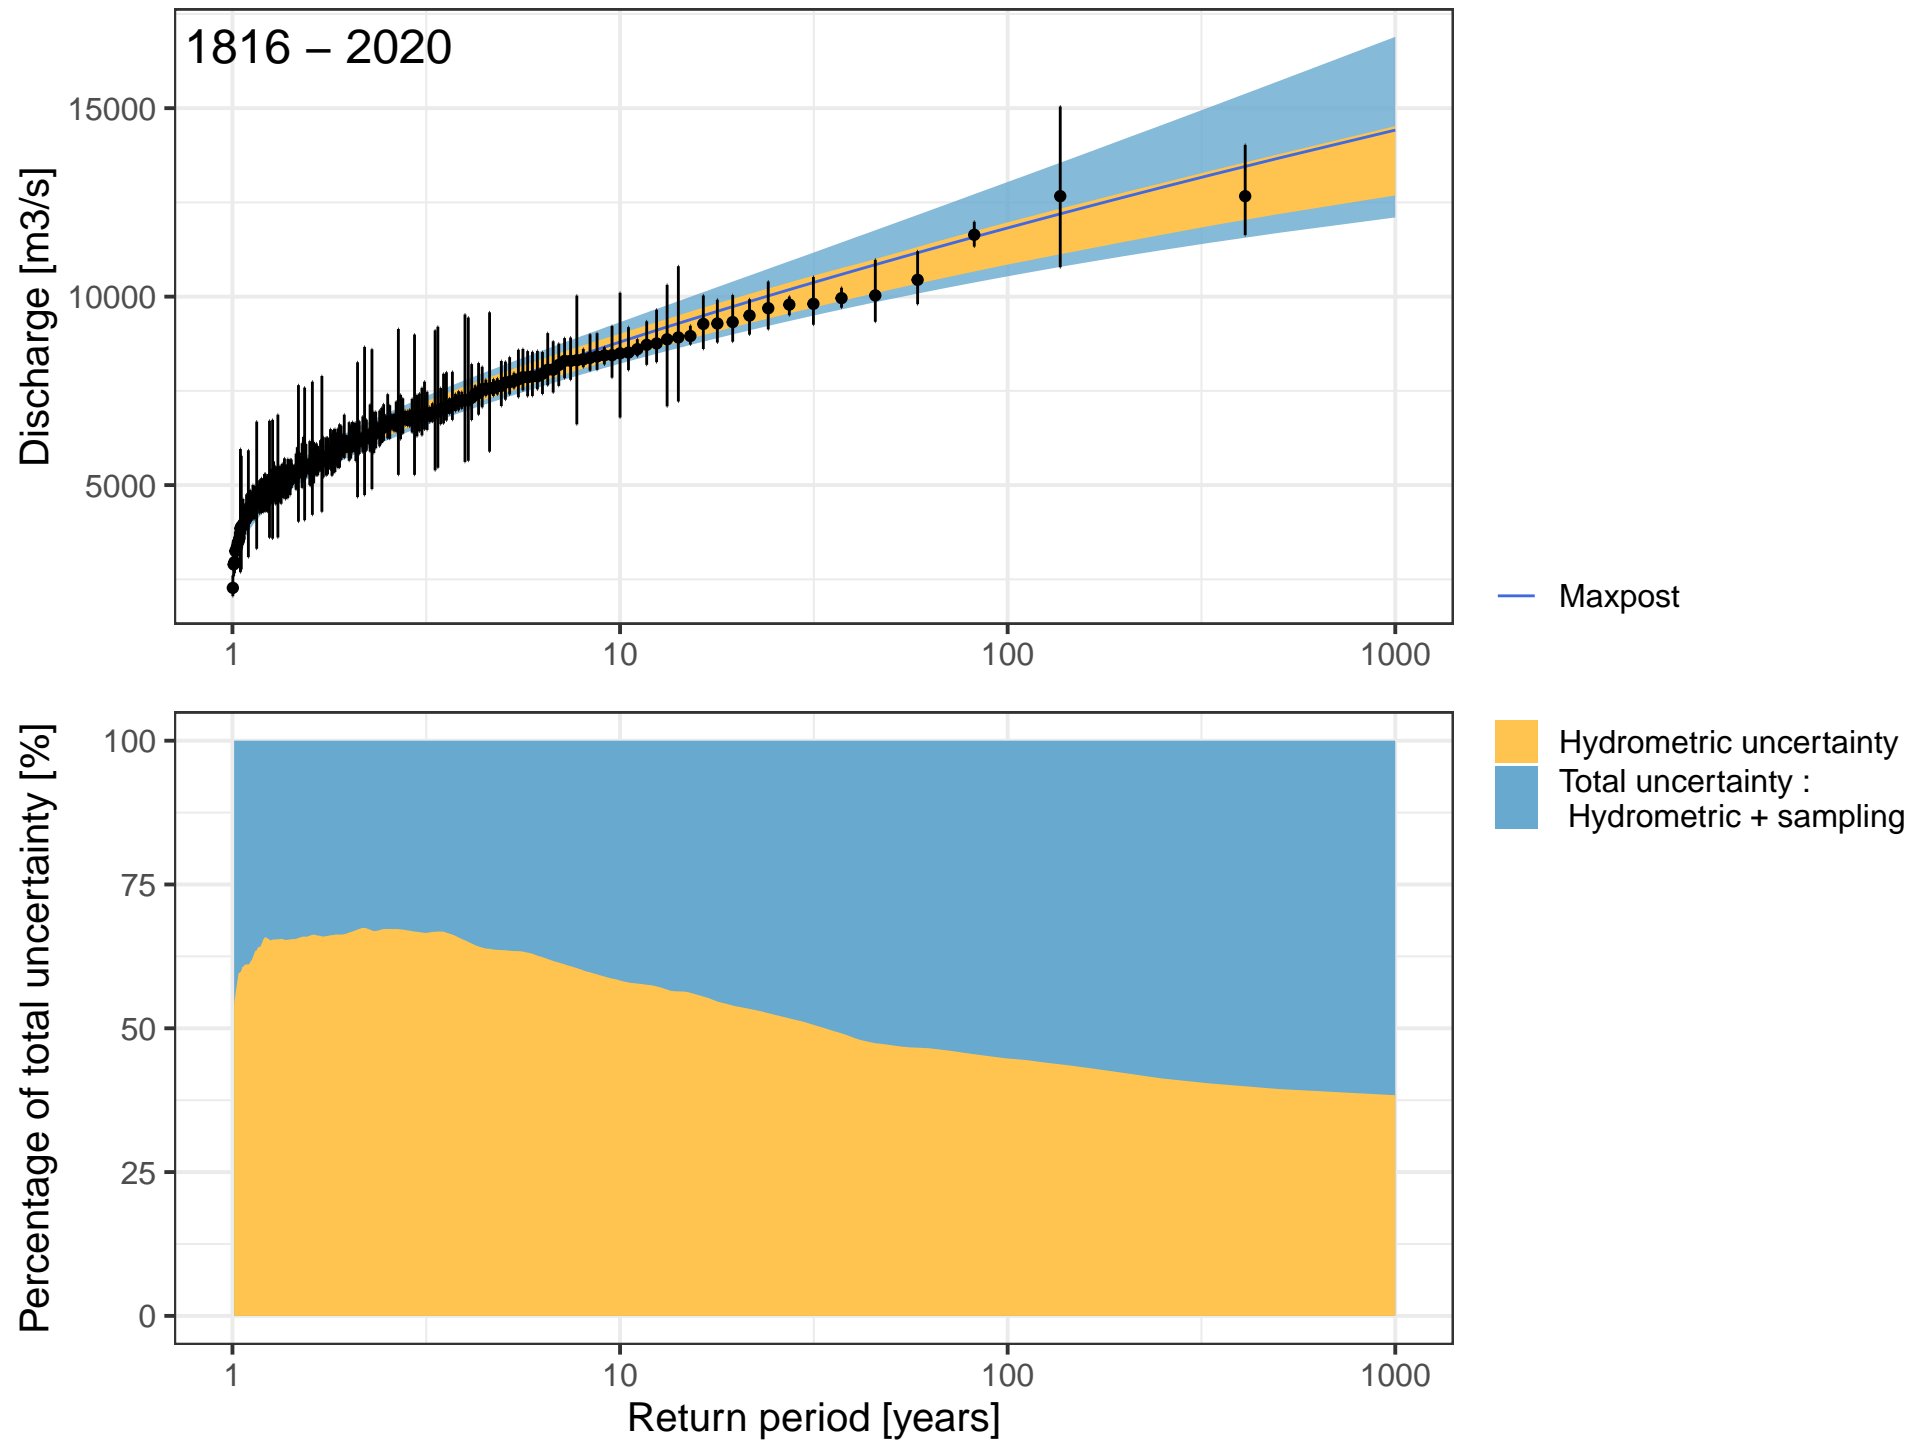 1816 – 2020
Discharge [m3/s]
15000
10000
5000
1
10
100
1000
Maxpost
Percentage of total uncertainty [%]
100
75
50
25
0
1
10
100
1000
Return period [years]
Hydrometric uncertainty
Total uncertainty :
Hydrometric + sampling